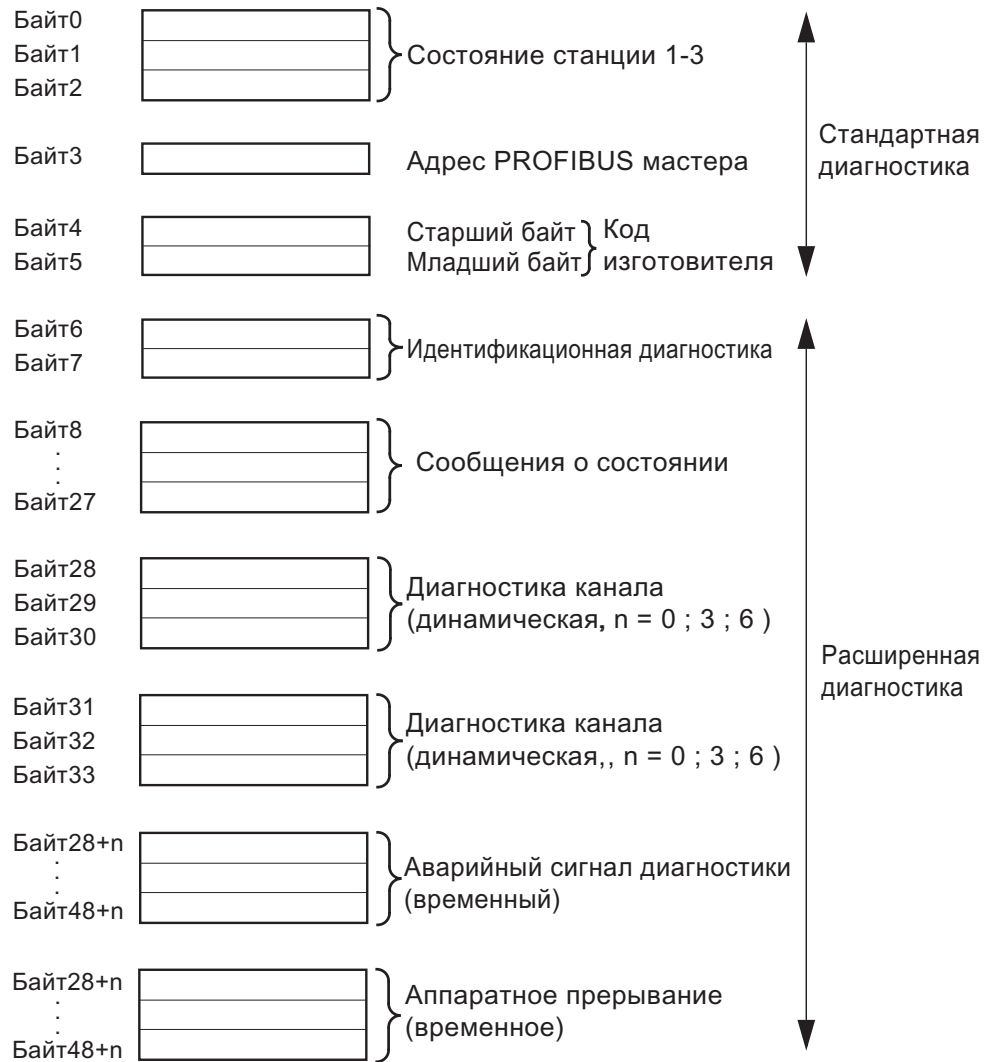 Байт0
Байт1
Байт2
Состояние станции 1-3
Байт3
Адрес PROFIBUS мастера
Стандартная
диагностика
Байт4
Байт5
Старший байт
Младший байт
Код
изготовителя
Байт6
Байт7
Идентификационная диагностика
Байт8
.
.
.
Байт27
Сообщения о состоянии
Байт28
Байт29
Байт30
Диагностика канала
(динамическая, n = 0 ; 3 ; 6 )
Расширенная
диагностика
Байт31
Байт32
Байт33
Диагностика канала
(динамическая,, n = 0 ; 3 ; 6 )
Байт28+n
.
.
.
Байт48+n
Аварийный сигнал диагностики
(временный)
Байт28+n
.
.
.
Байт48+n
Аппаратное прерывание
(временное)